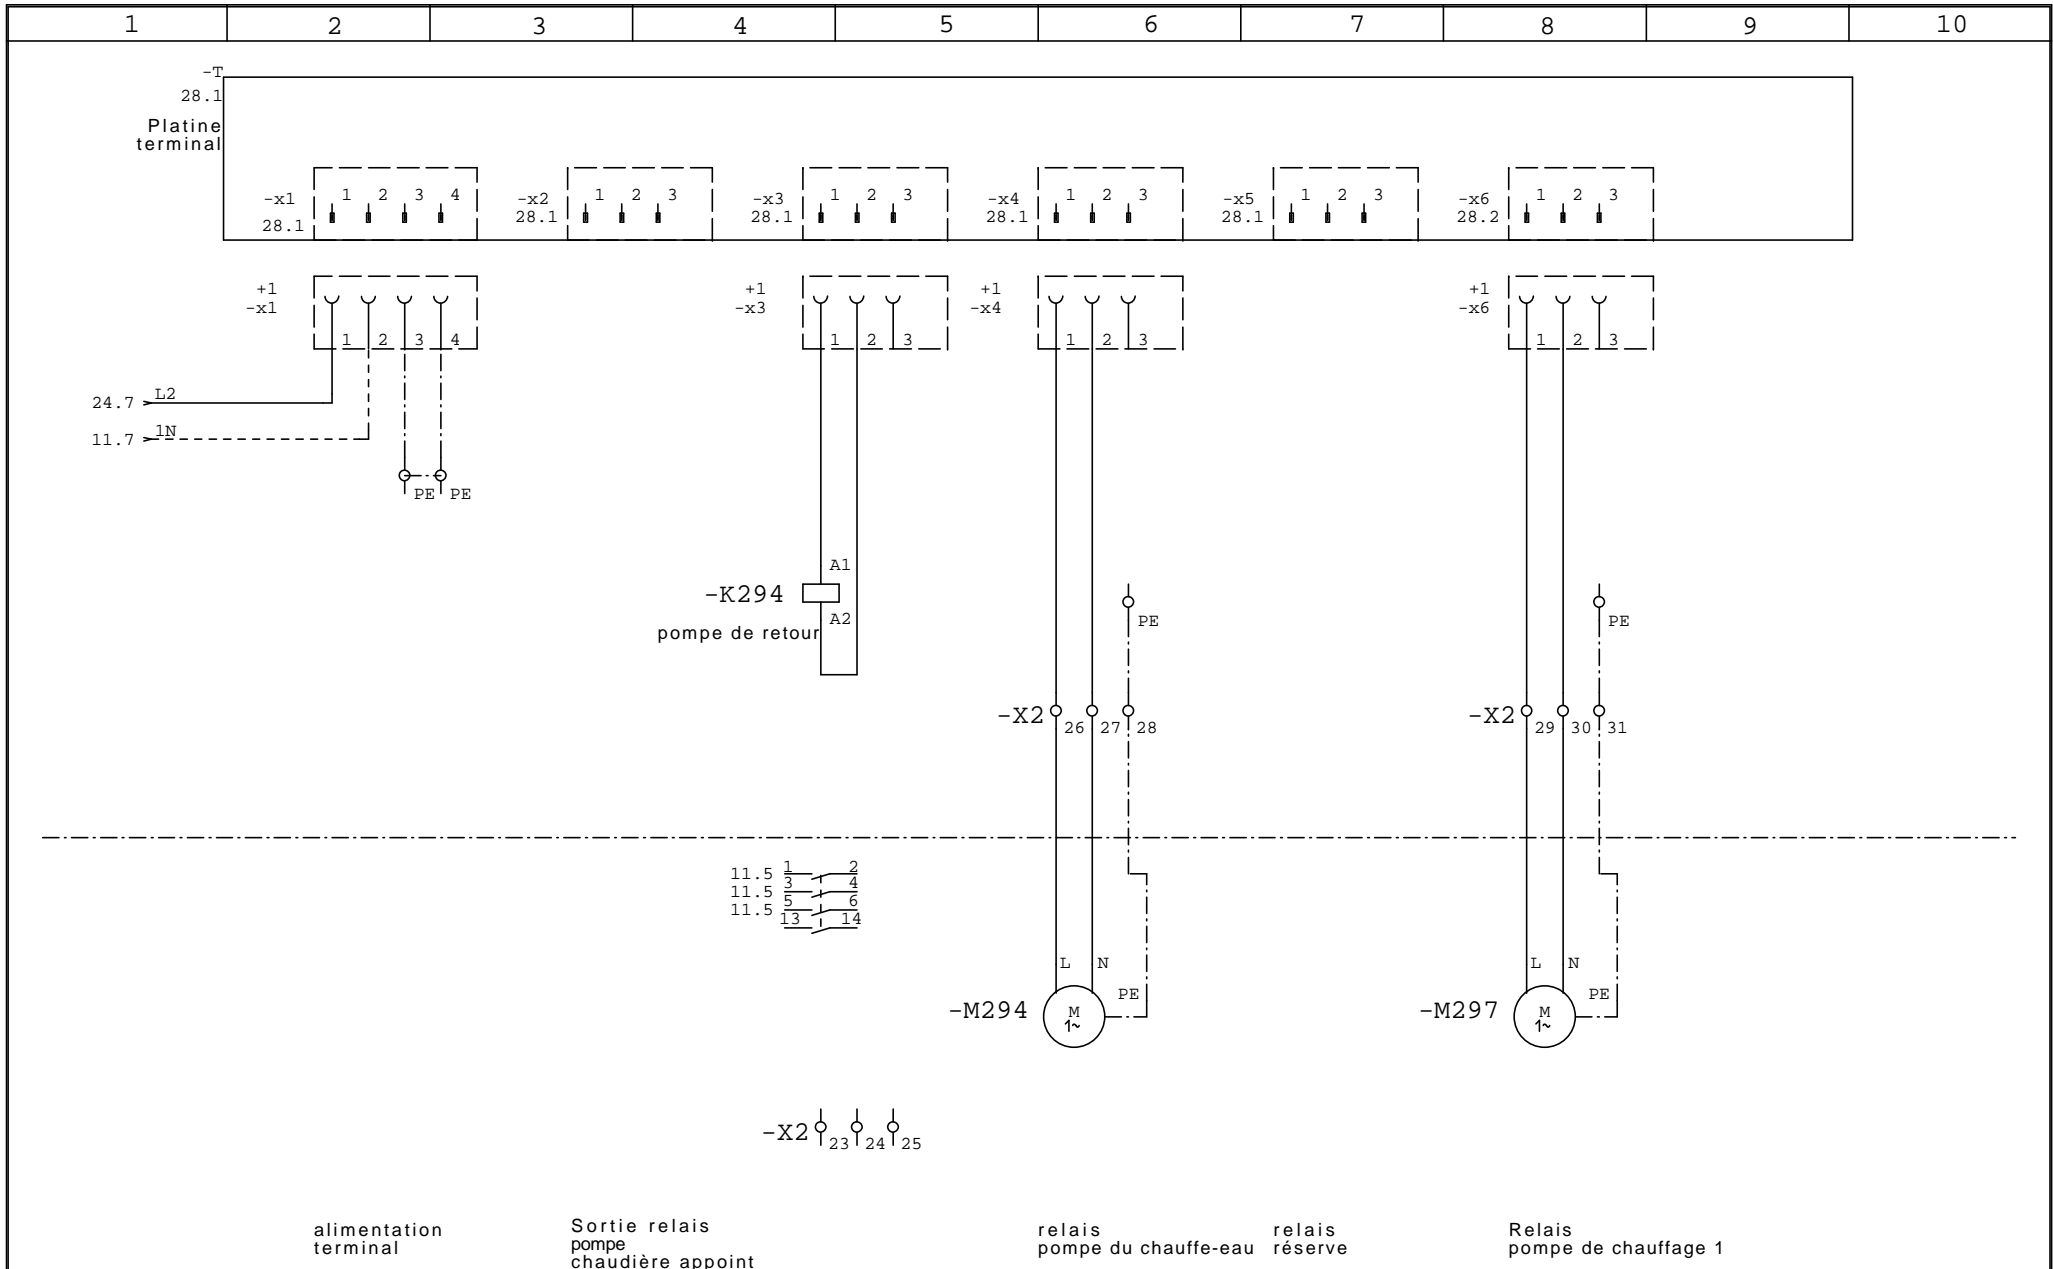 1 2 3 4 5 6 7 8 9 10
-T
28.1
Platine
terminal
-x1 1 2 3 4
28.1
-x2 1 2 3
28.1
-x3 1 2 3
28.1
-x4 1 2 3
28.1
-x5 1 2 3
28.1
-x6 1 2 3
28.2
+1
-x1
1 2 3 4
+1
-x3
1 2 3
+1
-x4
1 2 3
+1
-x6
1 2 3
24.7 L2
11.7 1N
PE PE
A1
-K294
A2
pompe de retour
PE
PE
-X2 26 27 28
-X2 29 30 31
11.5 1 2
11.5 3 4
11.5 5 6
13 14
L N
PE
-M294
M
1~
L N
PE
-M297
M
1~
-X2 23 24 25
alimentation
terminal
Sortie relais
pompe
chaudière appoint
relais
pompe du chauffe-eau
relais
réserve
Relais
pompe de chauffage 1